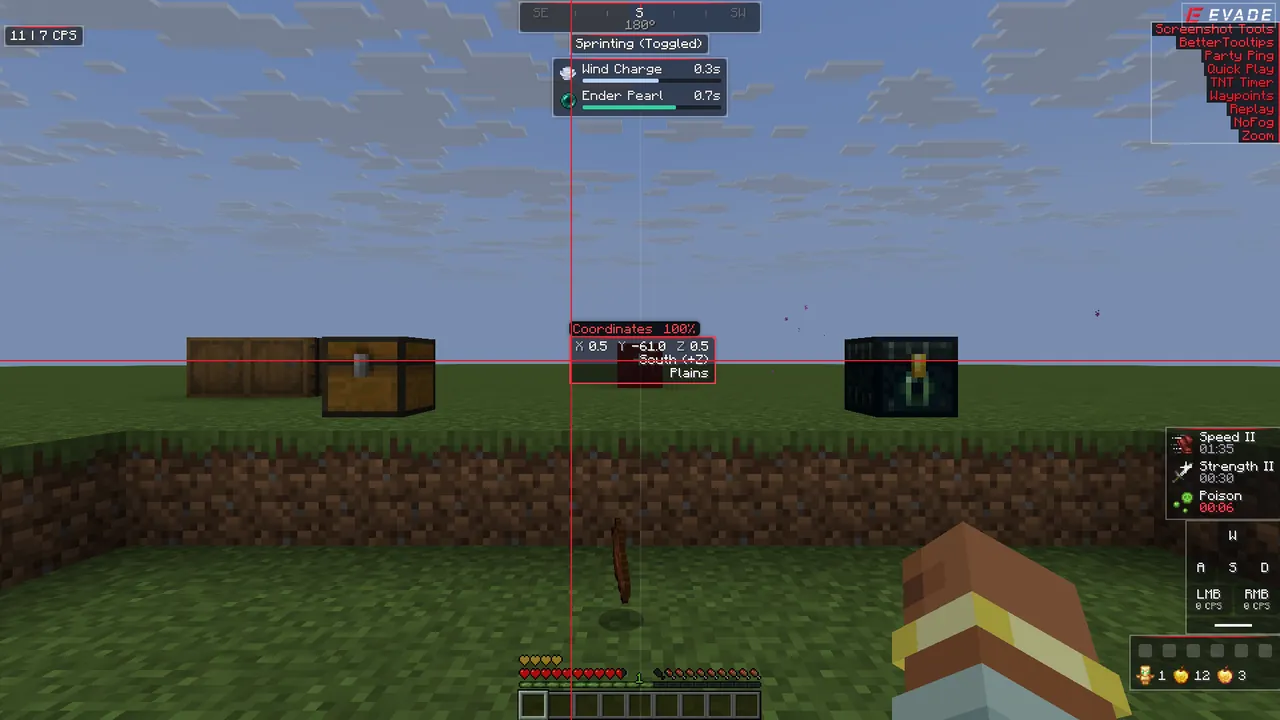 SE S SW
180°
11 | 7 CPS
Sprinting (Toggled)
Wind Charge 0.3s
Ender Pearl 0.7s
EVADE
Screenshot Tools
BetterTooltips
Party Ping
Quick Play
TNT Timer
Waypoints
Replay
NoFog
Zoom
Coordinates 100%
X 0.5 Y -61.0 Z 0.5
South (+Z)
Plains
Speed II
01:35
Strength II
00:30
Poison
00:06
W
A S D
LMB RMB
0 CPS 0 CPS
1 12 3
1